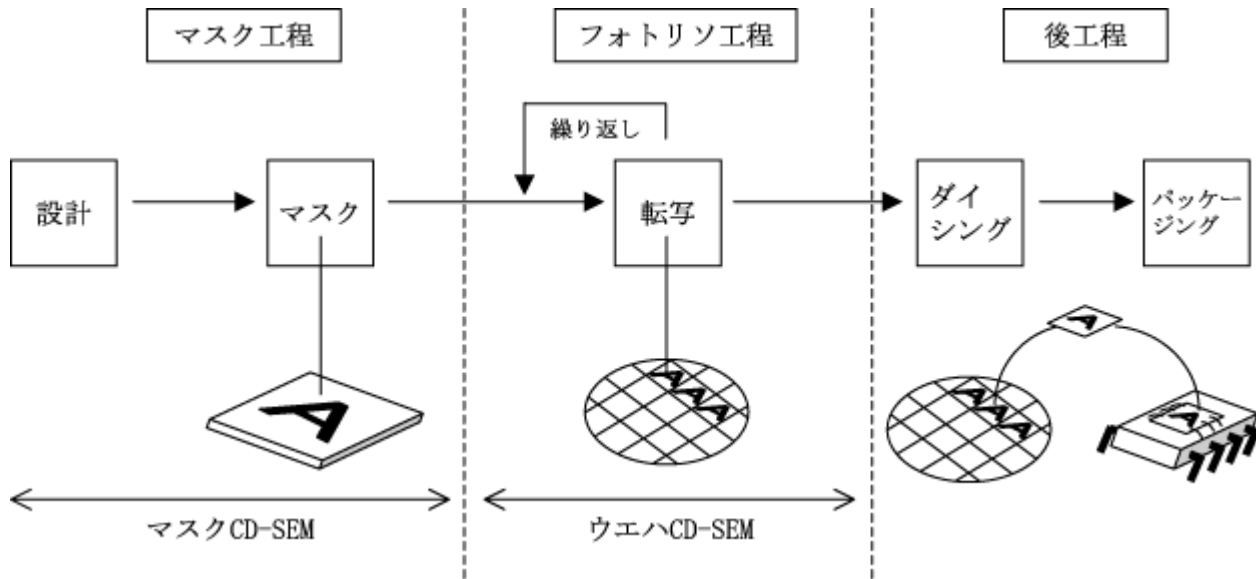 マスク工程
フォトリソ工程
後工程
繰り返し
設計
マスク
転写
ダイ
シング
パッケー
ジング
A
A
A
A
A
A
A
A
A
マスクCD-SEM
ウエハCD-SEM